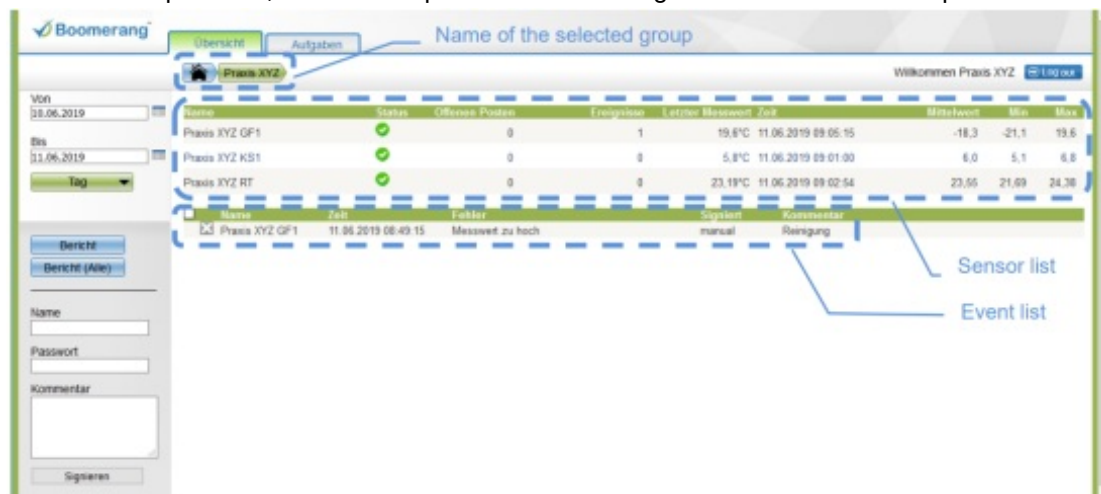 Boomerang
Übersicht Aufgaben
Name of the selected group
Praxis XYZ
Willkommen Praxis XYZ Log out
Von
10.06.2019
Bis
11.06.2019
Tag
Name Status Offenen Posten Ereignisse Letzter Messwert Zeit Mittelwert Min Max
Praxis XYZ GF1 0 1 19,6°C 11.06.2019 09:05:15 -18,3 -21,1 19,6
Praxis XYZ KS1 0 0 5,8°C 11.06.2019 09:01:00 6,0 5,1 6,8
Praxis XYZ RT 0 0 23,19°C 11.06.2019 09:02:54 23,55 21,69 24,38
Name Zeit Fehler Signiert Kommentar
Praxis XYZ GF1 11.06.2019 08:49:15 Messwert zu hoch manual Reinigung
Sensor list
Event list
Bericht
Bericht (Alle)
Name
Passwort
Kommentar
Signieren